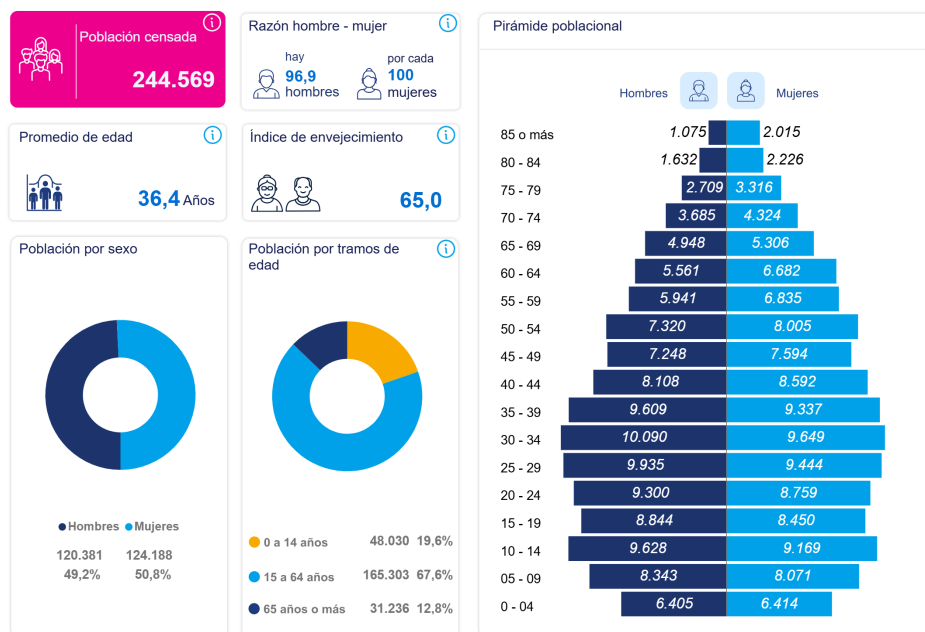 Población censada
244.569
Razón hombre - mujer
hay
96,9
hombres
por cada
100
mujeres
Promedio de edad
36,4 Años
Índice de envejecimiento
65,0
Población por sexo
Hombres Mujeres
120.381 124.188
49,2% 50,8%
Población por tramos de
edad
0 a 14 años 48.030 19,6%
15 a 64 años 165.303 67,6%
65 años o más 31.236 12,8%
Pirámide poblacional
Hombres Mujeres
85 o más 1.075 2.015
80 - 84 1.632 2.226
75 - 79 2.709 3.316
70 - 74 3.685 4.324
65 - 69 4.948 5.306
60 - 64 5.561 6.682
55 - 59 5.941 6.835
50 - 54 7.320 8.005
45 - 49 7.248 7.594
40 - 44 8.108 8.592
35 - 39 9.609 9.337
30 - 34 10.090 9.649
25 - 29 9.935 9.444
20 - 24 9.300 8.759
15 - 19 8.844 8.450
10 - 14 9.628 9.169
05 - 09 8.343 8.071
0 - 04 6.405 6.414